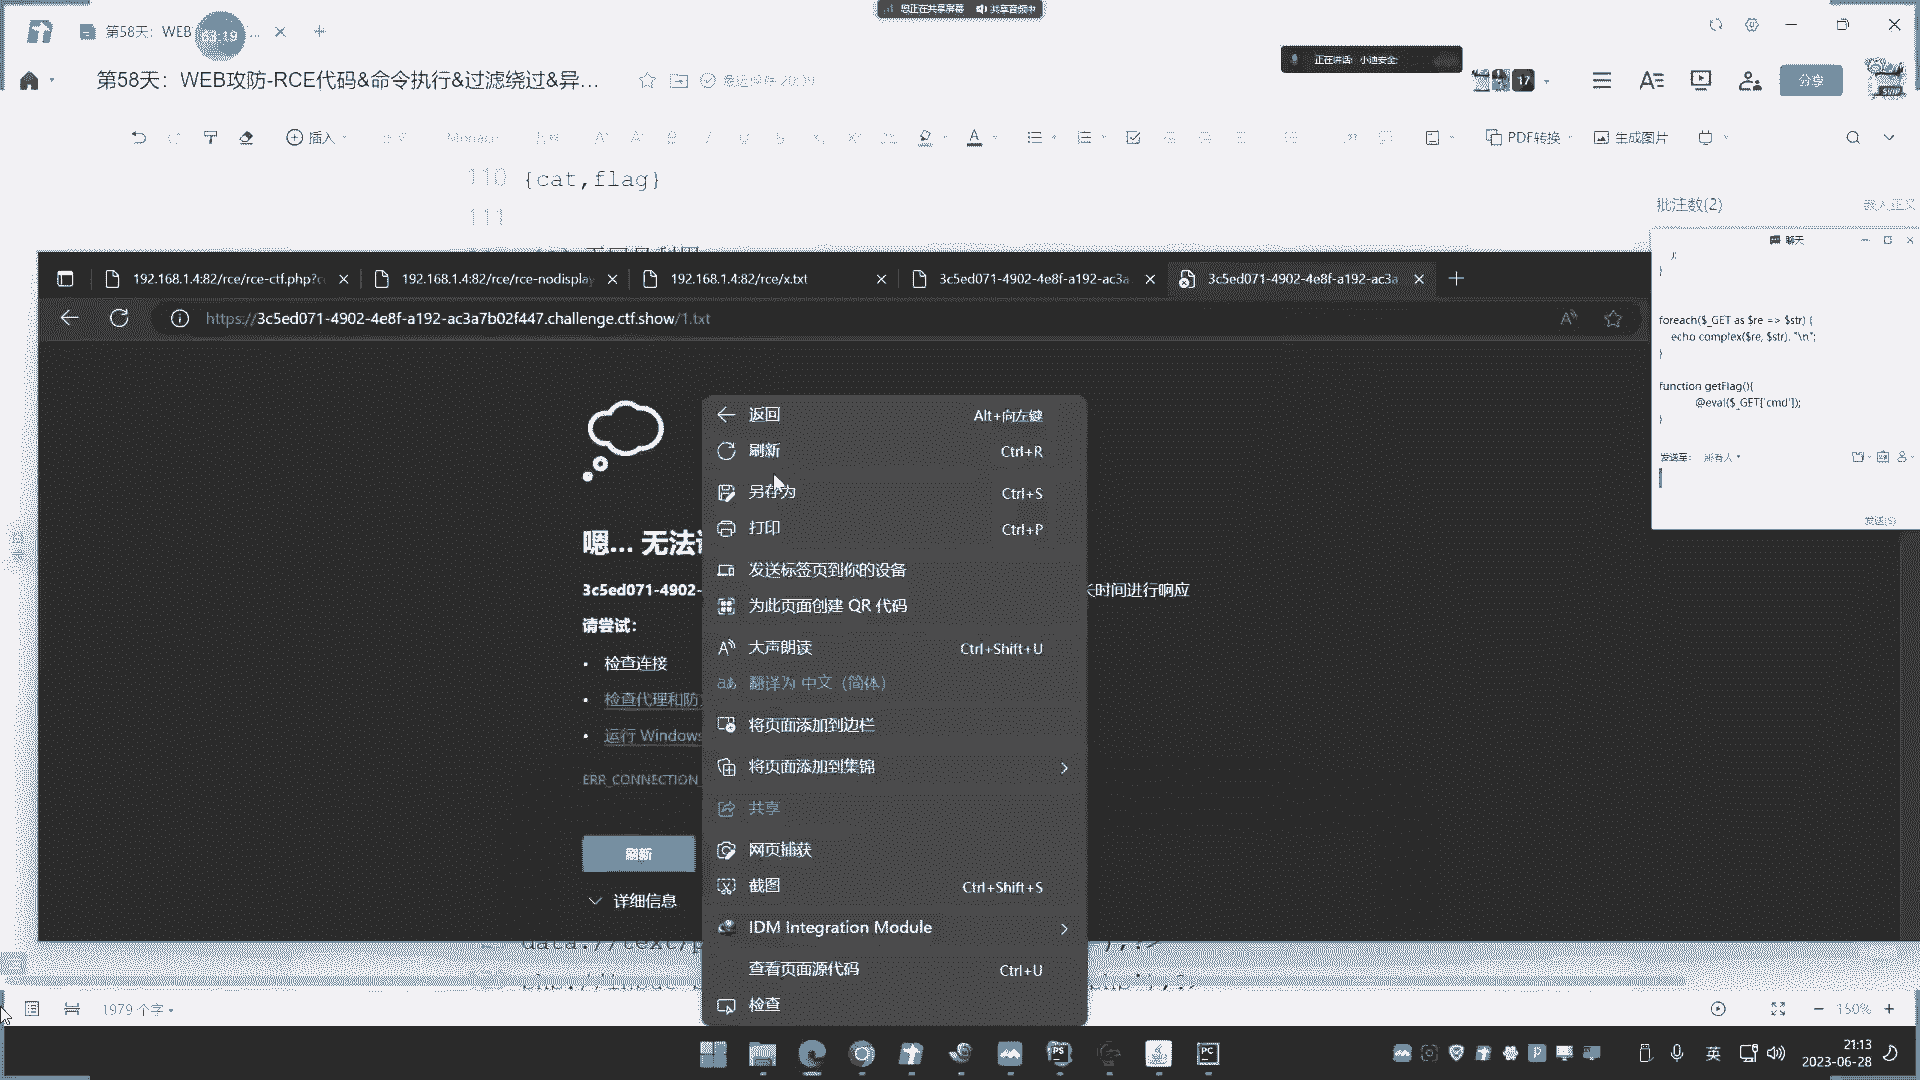 您正在共享屏幕 共享音频中
第58天：WEB
03:19
...
正在讲话: 小迪安全;
第58天：WEB攻防-RCE代码&命令执行&过滤绕过&异...
17
分享
插入
PDF转换
生成图片
110 {cat,flag}
111
批注数(2)
聊天
192.168.1.4:82/rce/rce-ctf.php?c
192.168.1.4:82/rce/rce-nodisplay
192.168.1.4:82/rce/x.txt
3c5ed071-4902-4e8f-a192-ac3a
3c5ed071-4902-4e8f-a192-ac3a
https://3c5ed071-4902-4e8f-a192-ac3a7b02f447.challenge.ctf.show/1.txt
);
}
foreach($_GET as $re => $str) {
echo complex($re, $str). "\n";
}
function getFlag(){
@eval($_GET['cmd']);
}
发送至: 所有人
发送(S)
返回 Alt+向左键
刷新 Ctrl+R
另存为 Ctrl+S
打印 Ctrl+P
发送标签页到你的设备
为此页面创建 QR 代码
大声朗读 Ctrl+Shift+U
翻译为 中文（简体）
将页面添加到边栏
将页面添加到集锦
共享
网页捕获
截图 Ctrl+Shift+S
IDM Integration Module
查看页面源代码 Ctrl+U
检查
嗯... 无法
3c5ed071-4902-
长时间进行响应
请尝试:
检查连接
检查代理和防
运行 Windows
ERR_CONNECTION_
刷新
详细信息
1979 个字
150%
英
21:13
2023-06-28